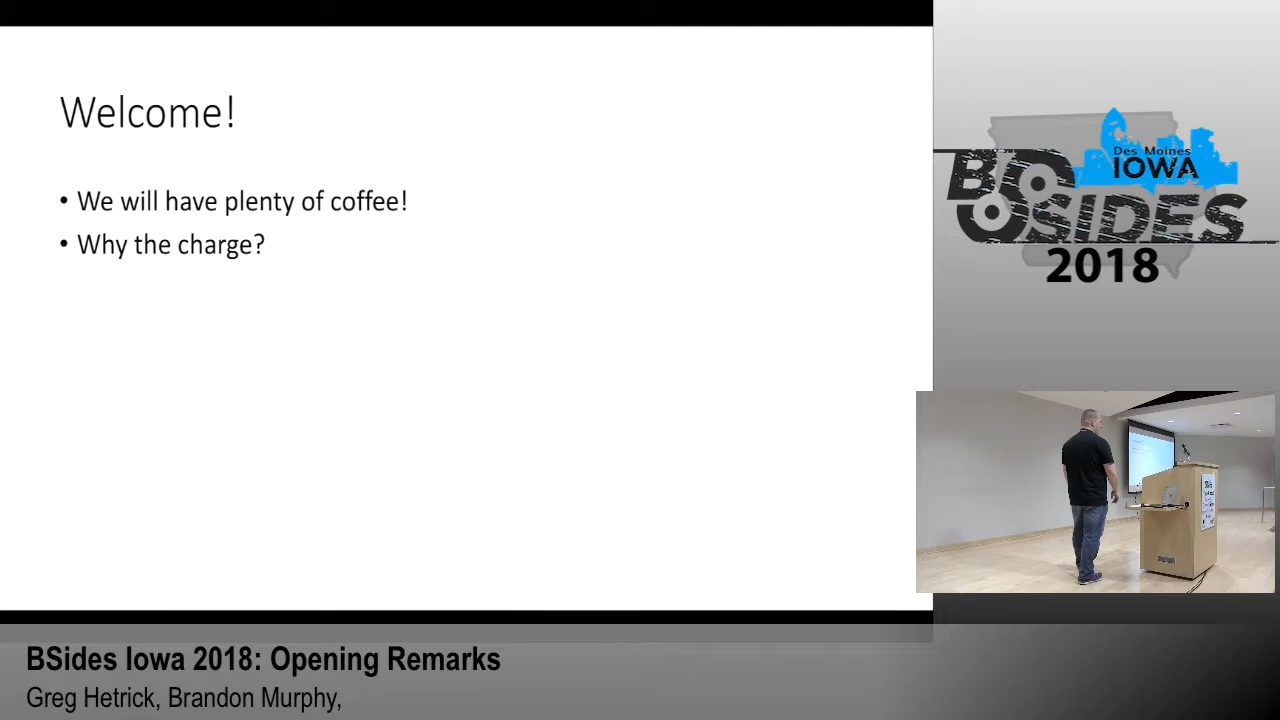 Welcome!
• We will have plenty of coffee!
• Why the charge?
Des Moines
IOWA
BSIDES
2018
BSides Iowa 2018: Opening Remarks
Greg Hetrick, Brandon Murphy,